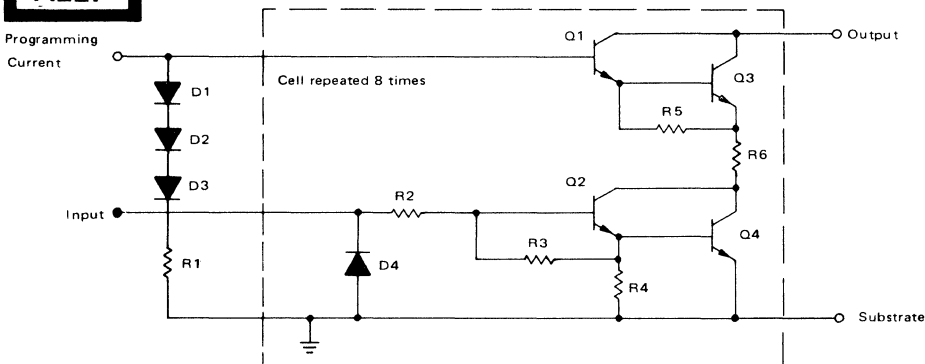 Programming
Current
Cell repeated 8 times
Q1
Output
D1
Q3
R5
D2
R6
D3
Q2
Input
R2
Q4
R3
R1
D4
R4
Substrate